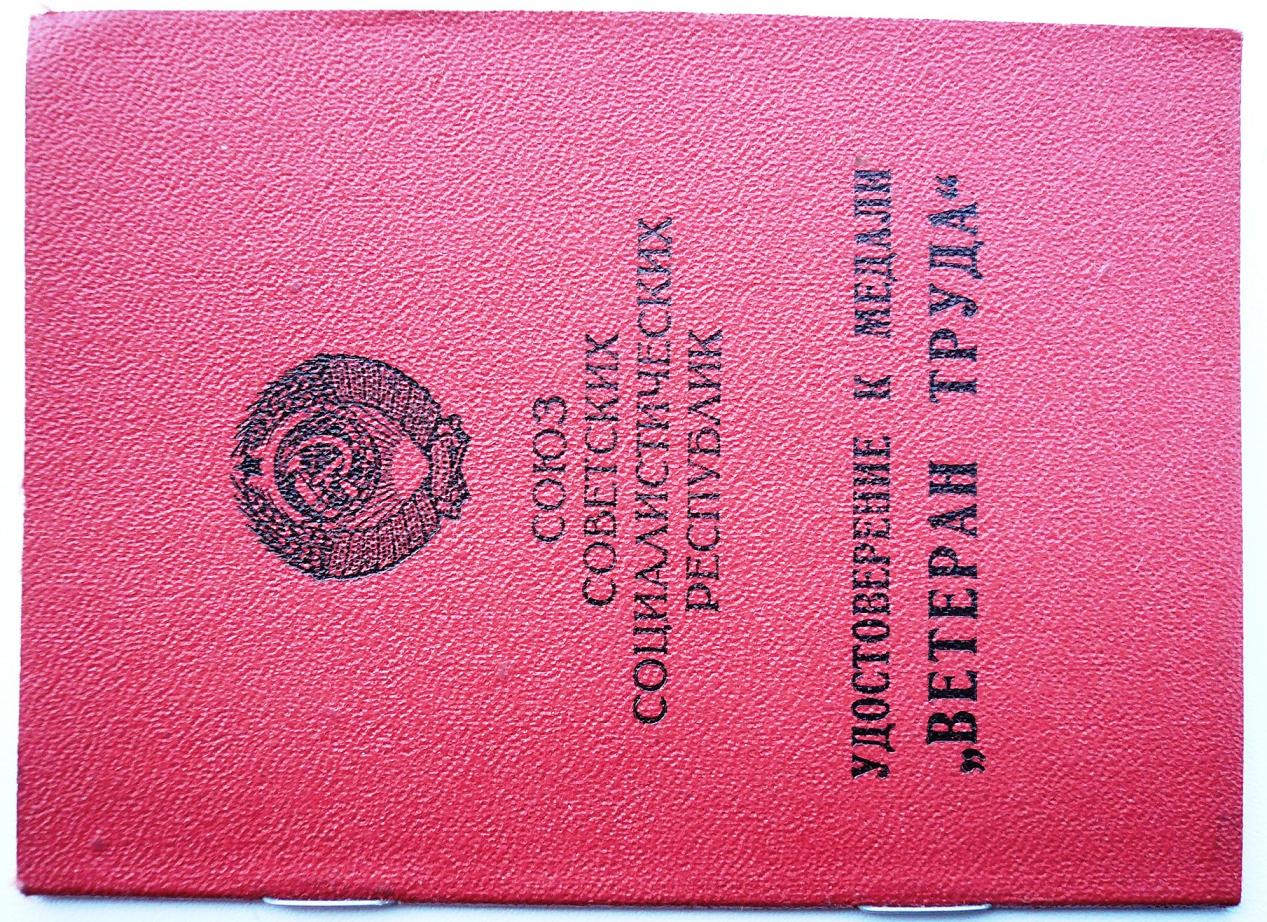 СОЮЗ
СОВЕТСКИХ
СОЦИАЛИСТИЧЕСКИХ
РЕСПУБЛИК
УДОСТОВЕРЕНИЕ К МЕДАЛИ
„ВЕТЕРАН ТРУДА“